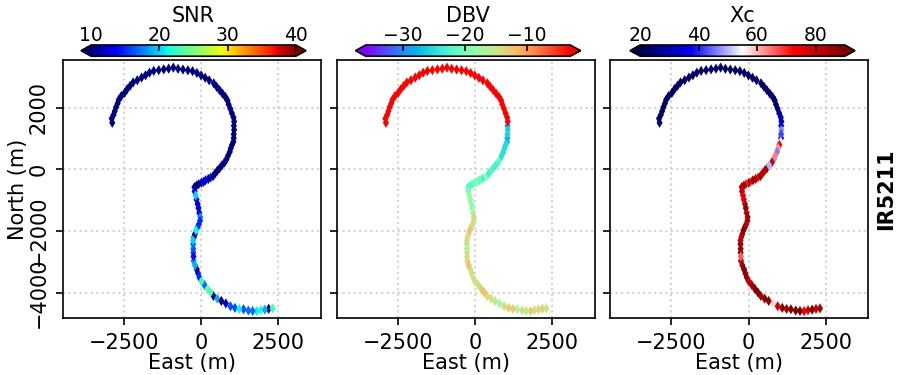 SNR DBV Xc
10 20 30 40 −30 −20 −10 20 40 60 80
2000
0
−2000
−4000
North (m)
−2500 0 2500 −2500 0 2500 −2500 0 2500
East (m) East (m) East (m)
IR5211